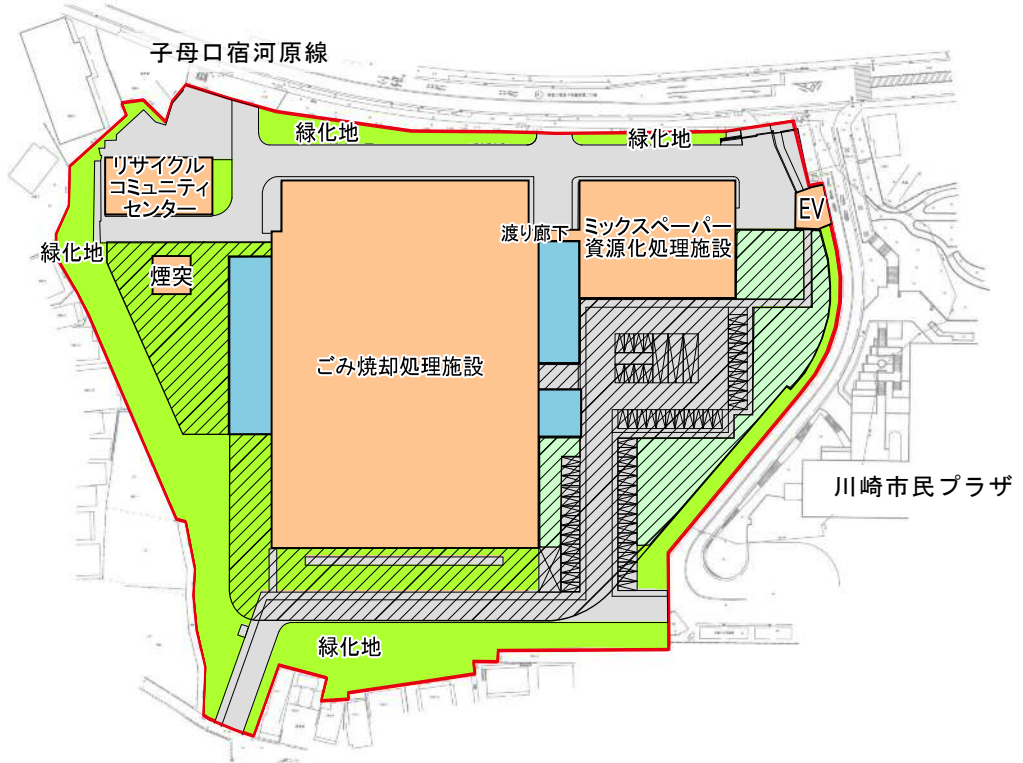 子母口宿河原線
緑化地
緑化地
リサイクル
コミュニティ
センター
EV
渡り廊下
ミックスペーパー
資源化処理施設
緑化地
煙突
ごみ焼却処理施設
川崎市民プラザ
緑化地